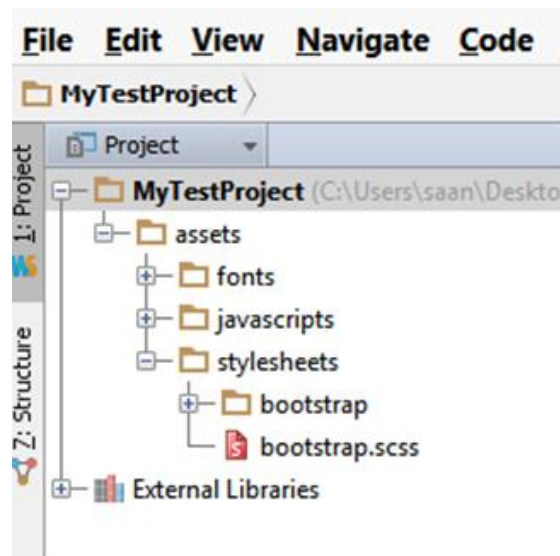 File Edit View Navigate Code
MyTestProject
Project
1: Project
MyTestProject (C:\Users\saan\Deskto
assets
fonts
javascripts
stylesheets
7: Structure
bootstrap
bootstrap.scss
External Libraries